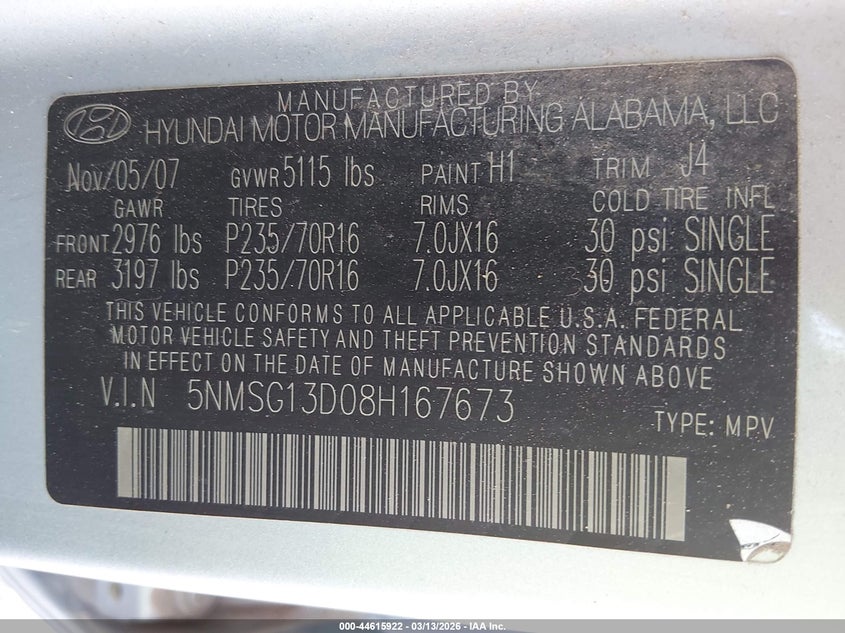 MANUFACTURED BY
HYUNDAI MOTOR MANUFACTURING ALABAMA, LLC
Nov/05/07 GVWR 5115 lbs PAINT H1 TRIM J4
GAWR TIRES RIMS COLD TIRE INFL
FRONT 2976 lbs P235/70R16 7.0JX16 30 psi SINGLE
REAR 3197 lbs P235/70R16 7.0JX16 30 psi SINGLE
THIS VEHICLE CONFORMS TO ALL APPLICABLE U.S.A. FEDERAL
MOTOR VEHICLE SAFETY AND THEFT PREVENTION STANDARDS
IN EFFECT ON THE DATE OF MANUFACTURE SHOWN ABOVE
V.I.N 5NMSG13D08H167673
TYPE: MPV
000-44615922 - 03/13/2026 - IAA Inc.